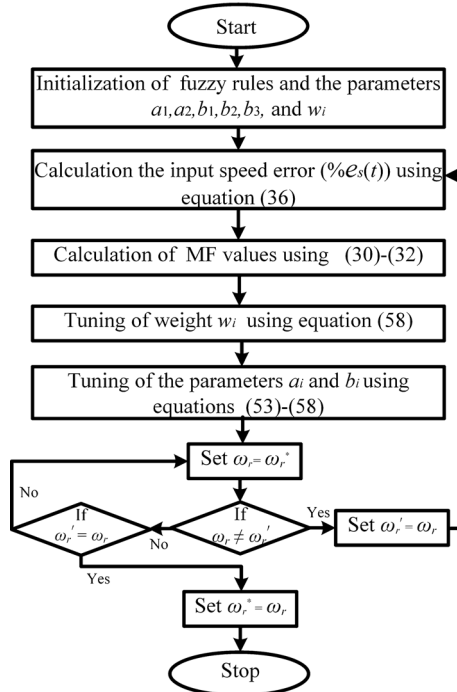 Start
Initialization of fuzzy rules and the parameters
a₁,a₂,b₁,b₂,b₃, and wᵢ
Calculation the input speed error (%eₛ(t)) using
equation (36)
Calculation of MF values using (30)-(32)
Tuning of weight wᵢ using equation (58)
Tuning of the parameters aᵢ and bᵢ using
equations (53)-(58)
Set ωᵣ= ωᵣ*
No
If
ωᵣ' = ωᵣ
No
If
ωᵣ ≠ ωᵣ'
Yes
Set ωᵣ' = ωᵣ
Yes
Set ωᵣ* = ωᵣ
Stop